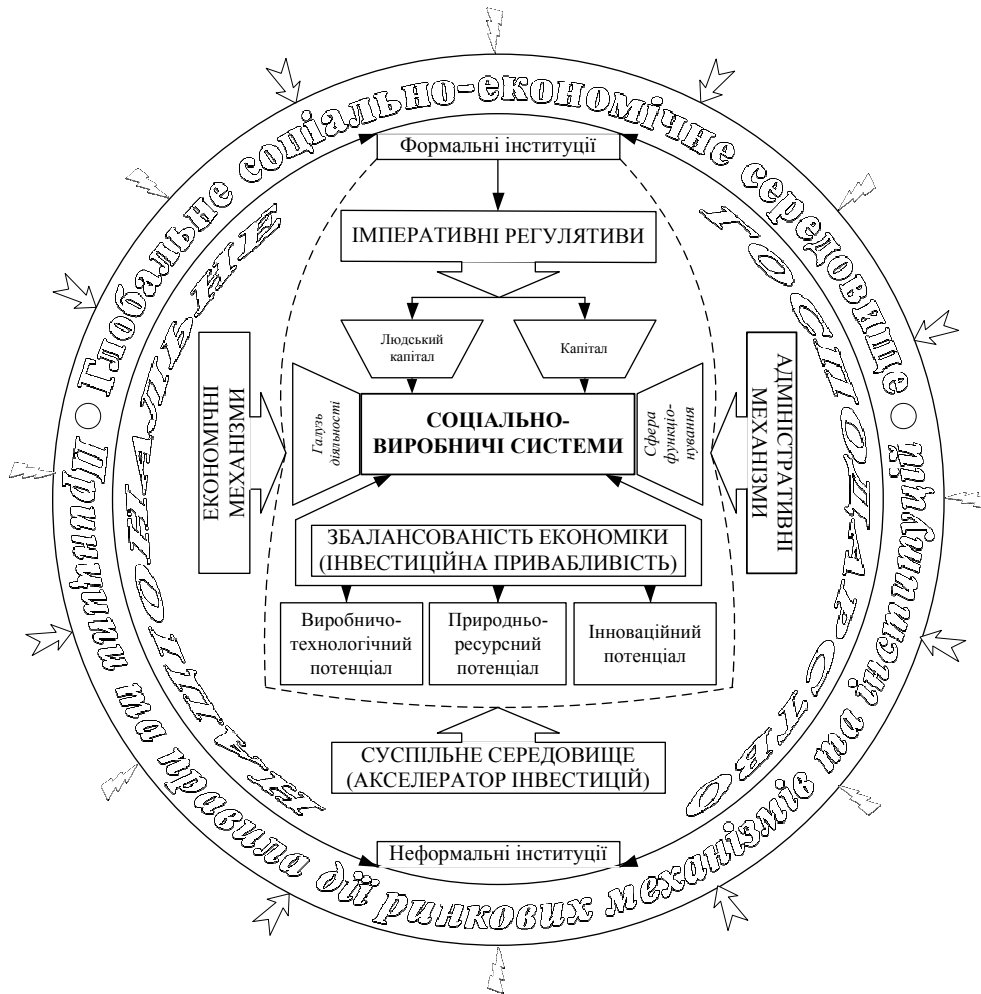 Глобальне соціально-економічне середовище
Формальні інституції
НАЦІОНАЛЬНЕ
ГОСПОДАРСТВО
ІМПЕРАТИВНІ РЕГУЛЯТИВИ
Людський
капітал
Капітал
ЕКОНОМІЧНІ
МЕХАНІЗМИ
Галузь
діяльності
СОЦІАЛЬНО-
ВИРОБНИЧІ СИСТЕМИ
Сфера
функціо-
нування
АДМІНІСТРАТИВНІ
МЕХАНІЗМИ
ЗБАЛАНСОВАНІСТЬ ЕКОНОМІКИ
(ІНВЕСТИЦІЙНА ПРИВАБЛИВІСТЬ)
Виробничо-
технологічний
потенціал
Природньо-
ресурсний
потенціал
Інноваційний
потенціал
СУСПІЛЬНЕ СЕРЕДОВИЩЕ
(АКСЕЛЕРАТОР ІНВЕСТИЦІЙ)
Неформальні інституції
Принципи та правила дії ринкових механізмів та інституцій